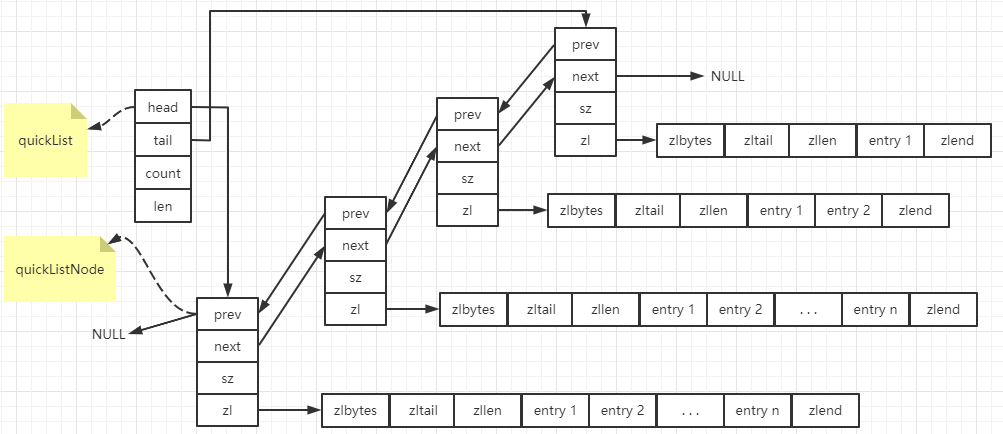 prev
next
NULL
sz
zl
zlbytes zltail zllen entry 1 zlend
quickList
head
tail
count
len
prev
next
sz
zl
zlbytes zltail zllen entry 1 entry 2 zlend
prev
next
sz
zl
zlbytes zltail zllen entry 1 entry 2 ... entry n zlend
quickListNode
NULL
prev
next
sz
zl
zlbytes zltail zllen entry 1 entry 2 ... entry n zlend